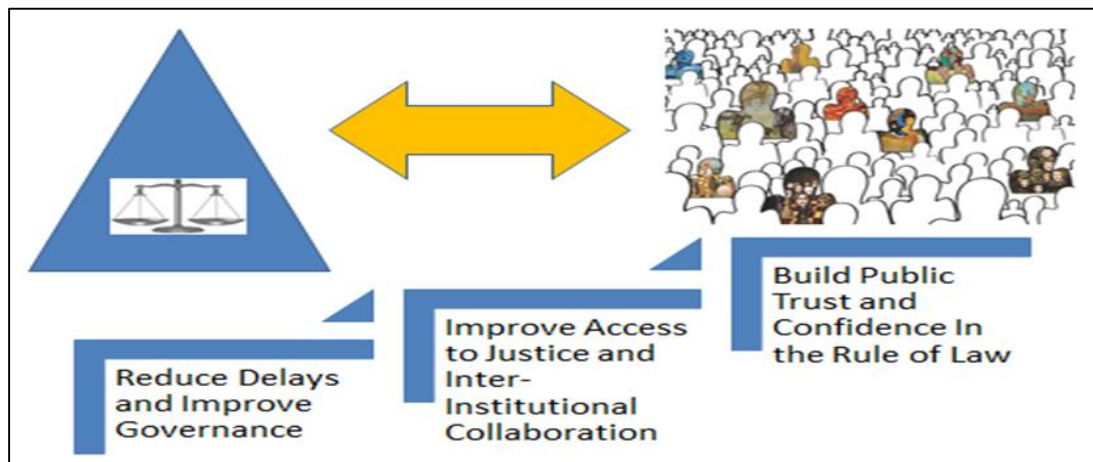 Reduce Delays
and Improve
Governance
Improve Access
to Justice and
Inter-
Institutional
Collaboration
Build Public
Trust and
Confidence In
the Rule of Law